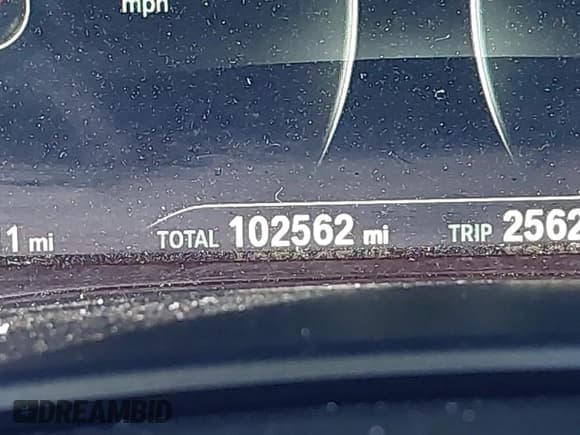 mph
1 mi TOTAL 102562 mi TRIP 2562
DREAMBID